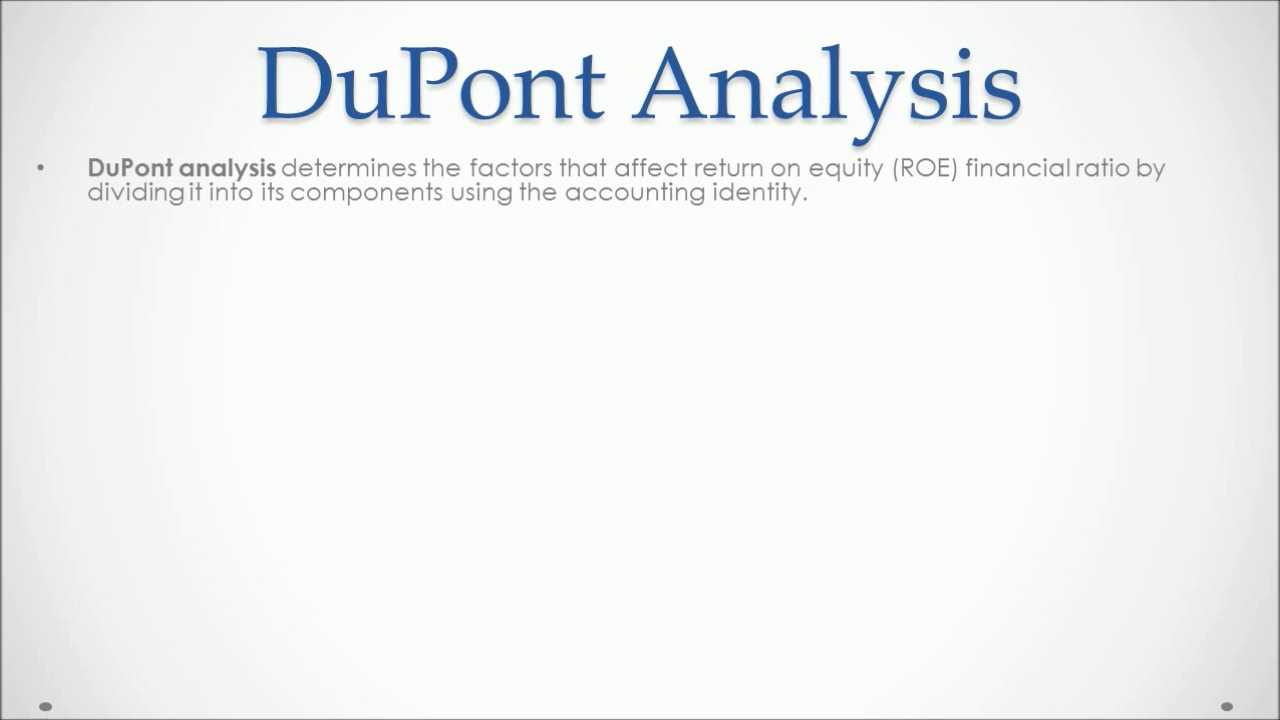 DuPont Analysis
• DuPont analysis determines the factors that affect return on equity (ROE) financial ratio by
dividing it into its components using the accounting identity.